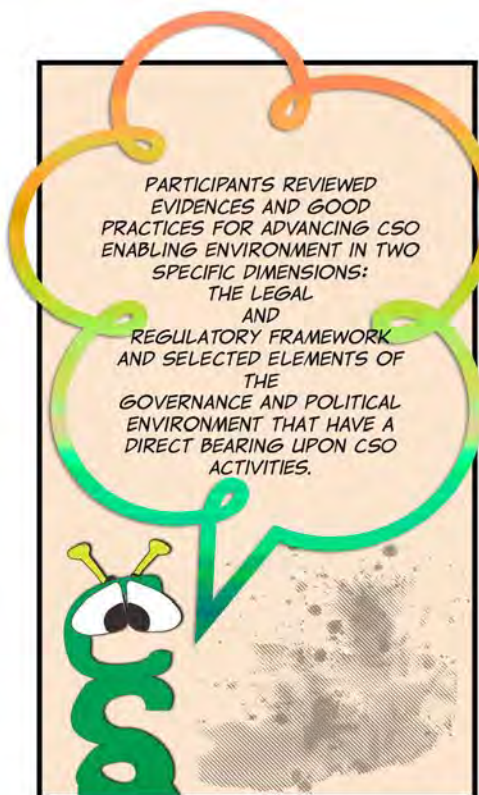 PARTICIPANTS REVIEWED
EVIDENCES AND GOOD
PRACTICES FOR ADVANCING CSO
ENABLING ENVIRONMENT IN TWO
SPECIFIC DIMENSIONS:
THE LEGAL
AND
REGULATORY FRAMEWORK
AND SELECTED ELEMENTS OF
THE
GOVERNANCE AND POLITICAL
ENVIRONMENT THAT HAVE A
DIRECT BEARING UPON CSO
ACTIVITIES.